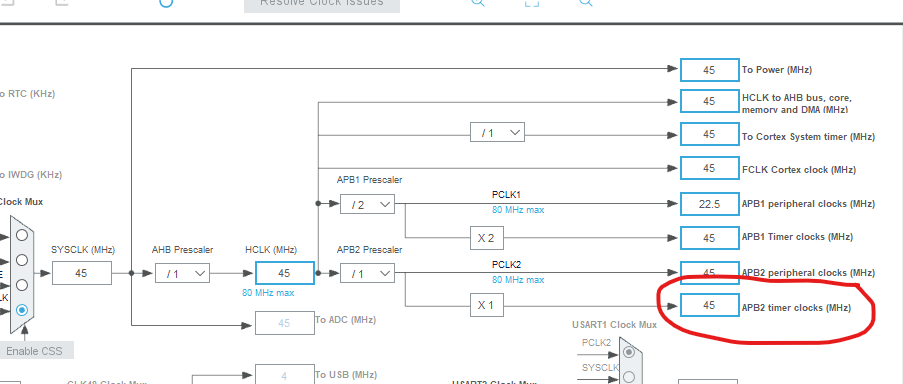 Resolve Clock Issues
To Power (MHz)
45
o RTC (KHz)
45
HCLK to AHB bus, core,
memory and DMA (MHz)
/ 1
45
To Cortex System timer (MHz)
45
FCLK Cortex clock (MHz)
o IWDG (KHz)
APB1 Prescaler
Clock Mux
/ 2
PCLK1
80 MHz max
22.5
APB1 peripheral clocks (MHz)
X 2
45
APB1 Timer clocks (MHz)
SYSCLK (MHz)
AHB Prescaler
HCLK (MHz)
APB2 Prescaler
45
/ 1
45
80 MHz max
/ 1
PCLK2
80 MHz max
45
APB2 peripheral clocks (MHz)
E
LK
X 1
45
APB2 timer clocks (MHz)
45
To ADC (MHz)
USART1 Clock Mux
PCLK2
Enable CSS
SYSCLK
CLK48 Clock Mux
4
To USB (MHz)
USART2 Clock Mux